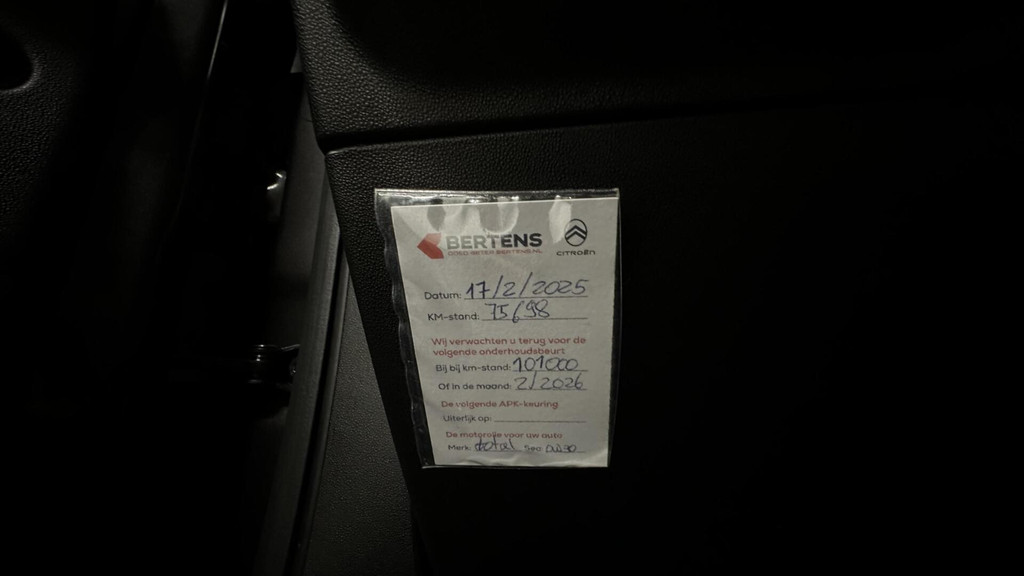 BERTENS
GOED BETER BERTENS.NL
CITROËN
Datum: 17/2/2025
KM-stand: 75698
Wij verwachten u terug voor de
volgende onderhoudsbeurt
Bij bij km-stand: 101000
Of in de maand: 2/2026
De volgende APK-keuring
Uiterlijk op:
De motorolie voor uw auto
Merk: total Sea: 0W30